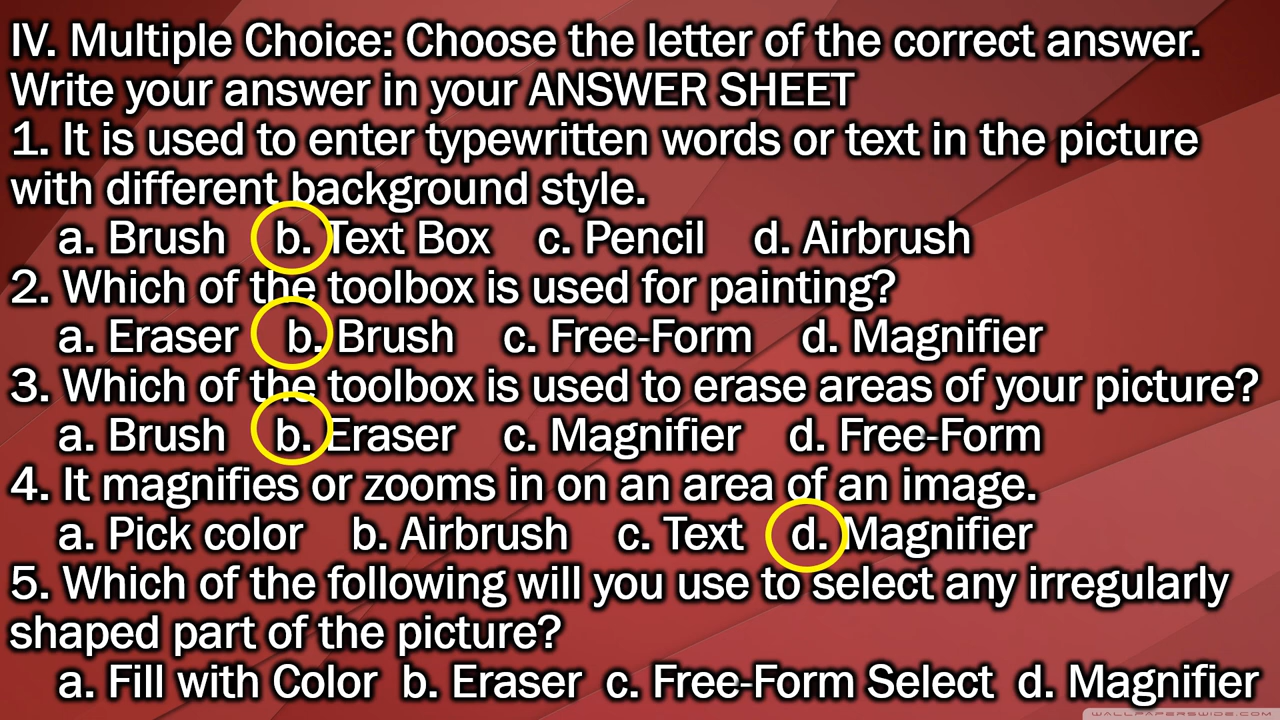 IV. Multiple Choice: Choose the letter of the correct answer.
Write your answer in your ANSWER SHEET
1. It is used to enter typewritten words or text in the picture
with different background style.
a. Brush b. Text Box c. Pencil d. Airbrush
2. Which of the toolbox is used for painting?
a. Eraser b. Brush c. Free-Form d. Magnifier
3. Which of the toolbox is used to erase areas of your picture?
a. Brush b. Eraser c. Magnifier d. Free-Form
4. It magnifies or zooms in on an area of an image.
a. Pick color b. Airbrush c. Text d. Magnifier
5. Which of the following will you use to select any irregularly
shaped part of the picture?
a. Fill with Color b. Eraser c. Free-Form Select d. Magnifier
WALLPAPERSWIDE.COM